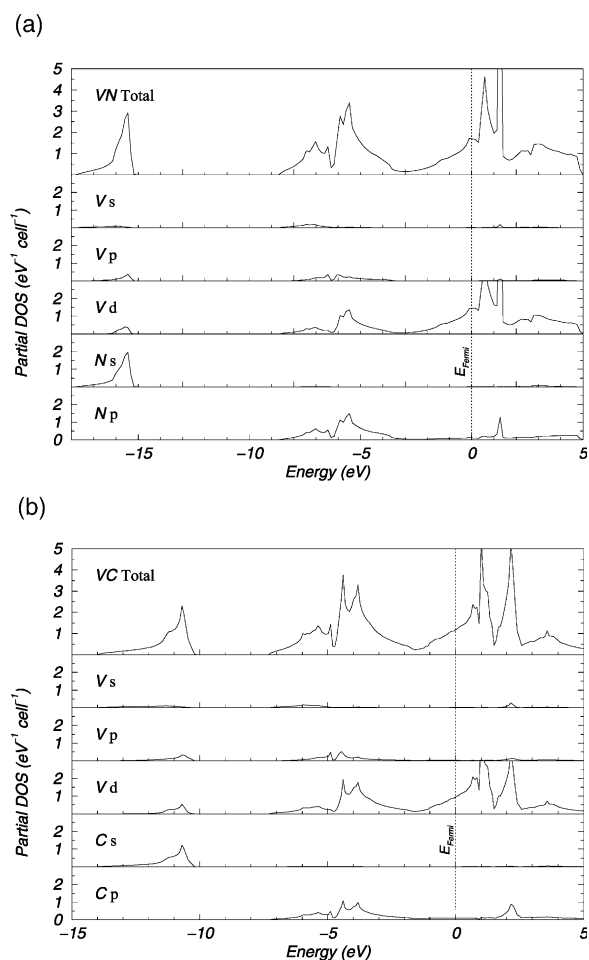 (a)
5
VN Total
4
3
2
1
V s
2
1
V p
2
1
V d
2
1
N s
2
1
E_Fermi
N p
2
1
0
−15 −10 −5 0 5
Energy (eV)
Partial DOS (eV⁻¹ cell⁻¹)
(b)
5
VC Total
4
3
2
1
V s
2
1
V p
2
1
V d
2
1
C s
2
1
E_Fermi
C p
2
1
0
−15 −10 −5 0 5
Energy (eV)
Partial DOS (eV⁻¹ cell⁻¹)